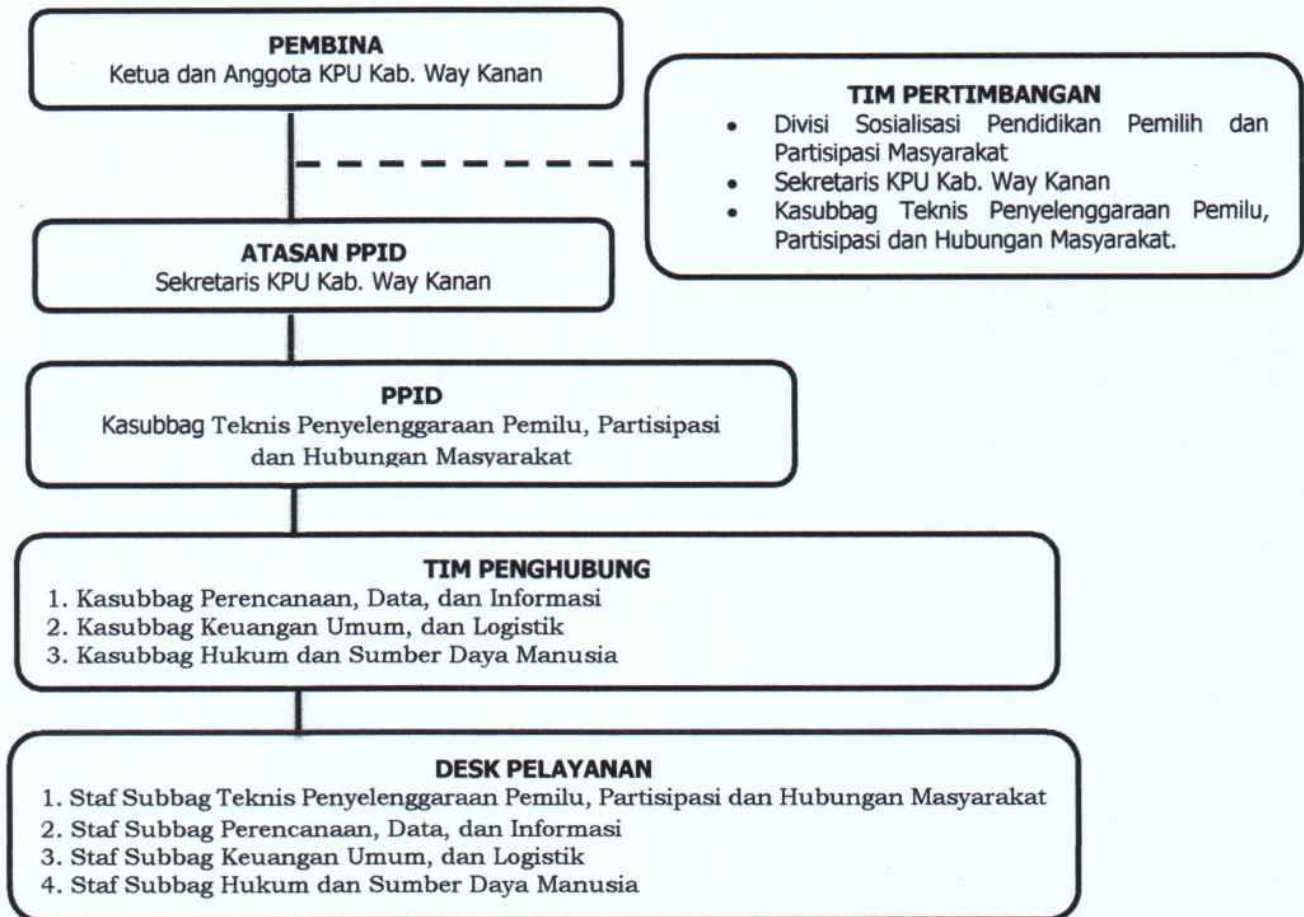 PEMBINA
Ketua dan Anggota KPU Kab. Way Kanan
TIM PERTIMBANGAN
• Divisi Sosialisasi Pendidikan Pemilih dan
Partisipasi Masyarakat
• Sekretaris KPU Kab. Way Kanan
• Kasubbag Teknis Penyelenggaraan Pemilu,
Partisipasi dan Hubungan Masyarakat.
ATASAN PPID
Sekretaris KPU Kab. Way Kanan
PPID
Kasubbag Teknis Penyelenggaraan Pemilu, Partisipasi
dan Hubungan Masyarakat
TIM PENGHUBUNG
1. Kasubbag Perencanaan, Data, dan Informasi
2. Kasubbag Keuangan Umum, dan Logistik
3. Kasubbag Hukum dan Sumber Daya Manusia
DESK PELAYANAN
1. Staf Subbag Teknis Penyelenggaraan Pemilu, Partisipasi dan Hubungan Masyarakat
2. Staf Subbag Perencanaan, Data, dan Informasi
3. Staf Subbag Keuangan Umum, dan Logistik
4. Staf Subbag Hukum dan Sumber Daya Manusia